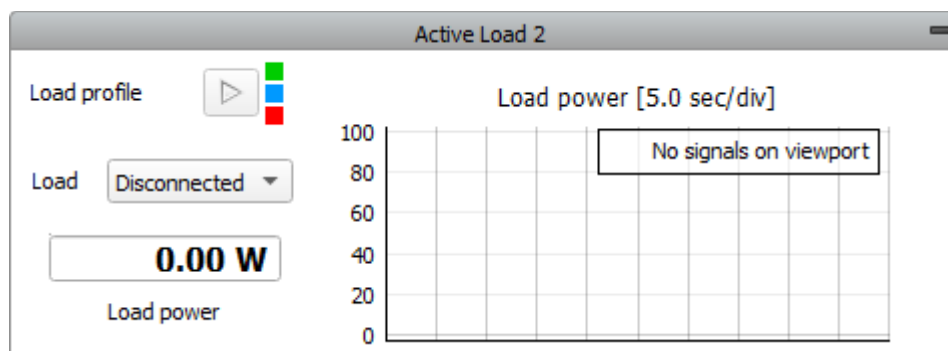 Active Load 2
Load profile
Load power [5.0 sec/div]
No signals on viewport
Load Disconnected
0.00 W
Load power
100
80
60
40
20
0